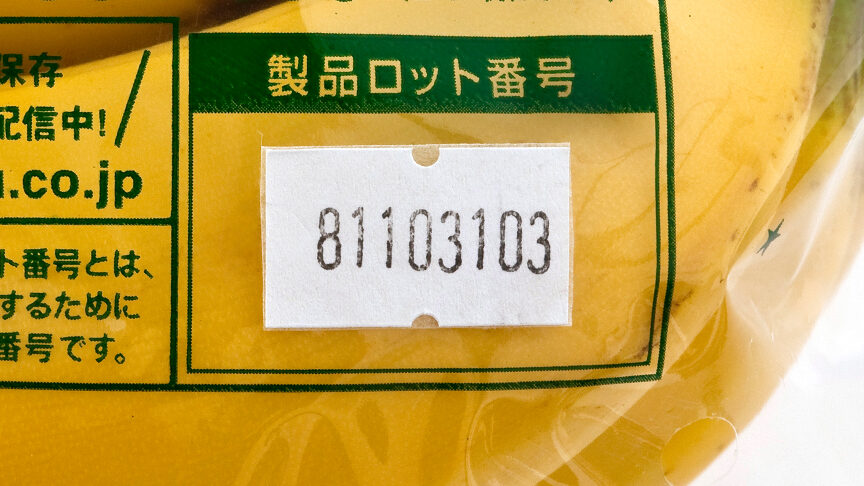 保存
配信中!
.co.jp
ト番号とは、
するために
番号です。
製品ロット番号
81103103